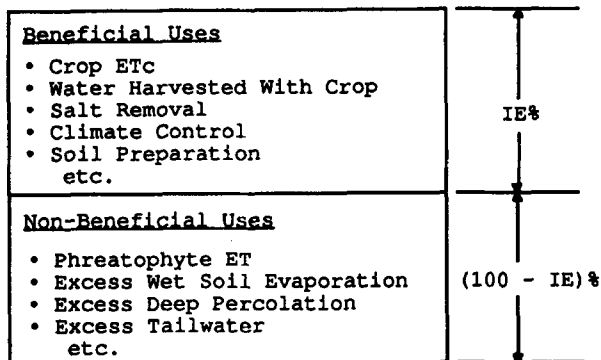 Beneficial Uses
• Crop ETc
• Water Harvested With Crop
• Salt Removal
• Climate Control
• Soil Preparation
etc.
IE%
Non-Beneficial Uses
• Phreatophyte ET
• Excess Wet Soil Evaporation
• Excess Deep Percolation
• Excess Tailwater
etc.
(100 - IE)%